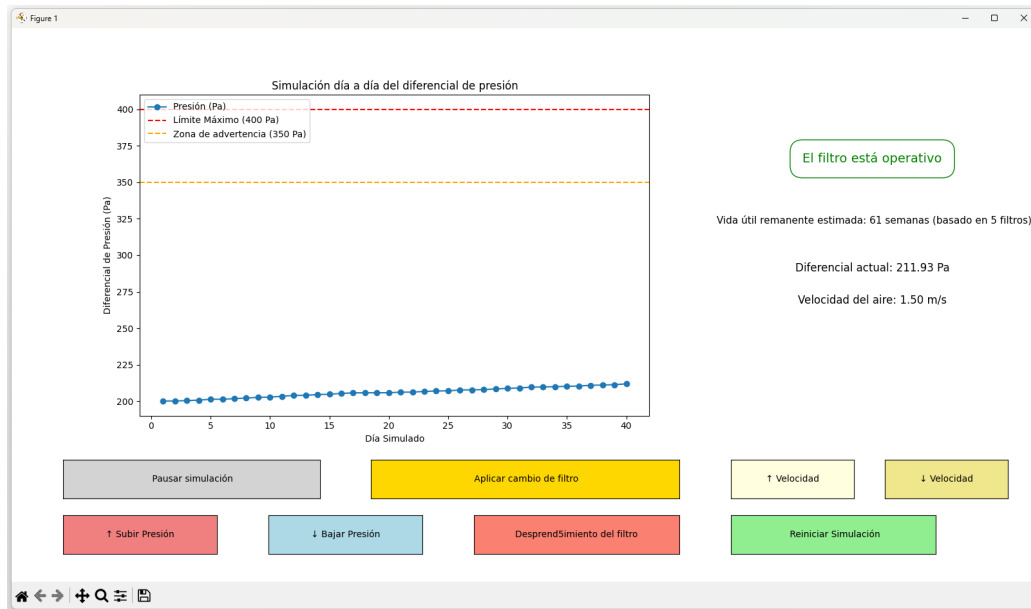 Figure 1
Simulación día a día del diferencial de presión
Presión (Pa)
Límite Máximo (400 Pa)
Zona de advertencia (350 Pa)
400
375
350
325
300
275
250
225
200
Diferencial de Presión (Pa)
0 5 10 15 20 25 30 35 40
Día Simulado
El filtro está operativo
Vida útil remanente estimada: 61 semanas (basado en 5 filtros)
Diferencial actual: 211.93 Pa
Velocidad del aire: 1.50 m/s
Pausar simulación
Aplicar cambio de filtro
↑ Velocidad
↓ Velocidad
↑ Subir Presión
↓ Bajar Presión
Desprend5imiento del filtro
Reiniciar Simulación